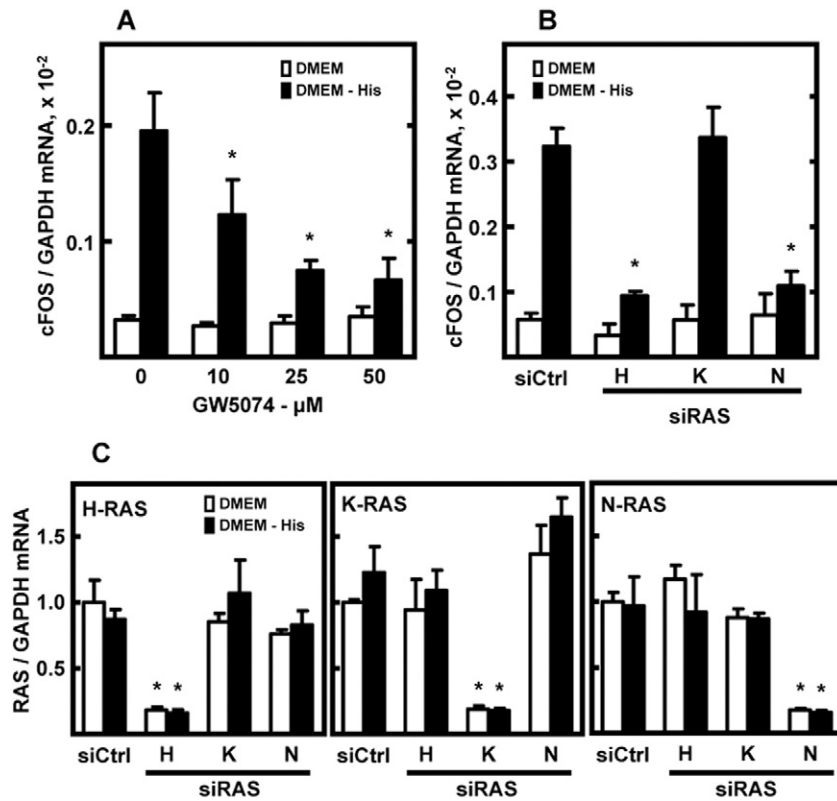 A
cFOS / GAPDH mRNA, x 10-2
DMEM
DMEM - His
0.2
0.1
*
*
*
0 10 25 50
GW5074 - µM
B
cFOS / GAPDH mRNA, x 10-2
DMEM
DMEM - His
0.4
0.3
0.2
0.1
*
*
siCtrl H K N
siRAS
C
RAS / GAPDH mRNA
1.5
1.0
0.5
H-RAS
DMEM
DMEM - His
* *
siCtrl H K N
siRAS
K-RAS
* *
siCtrl H K N
siRAS
N-RAS
* *
siCtrl H K N
siRAS